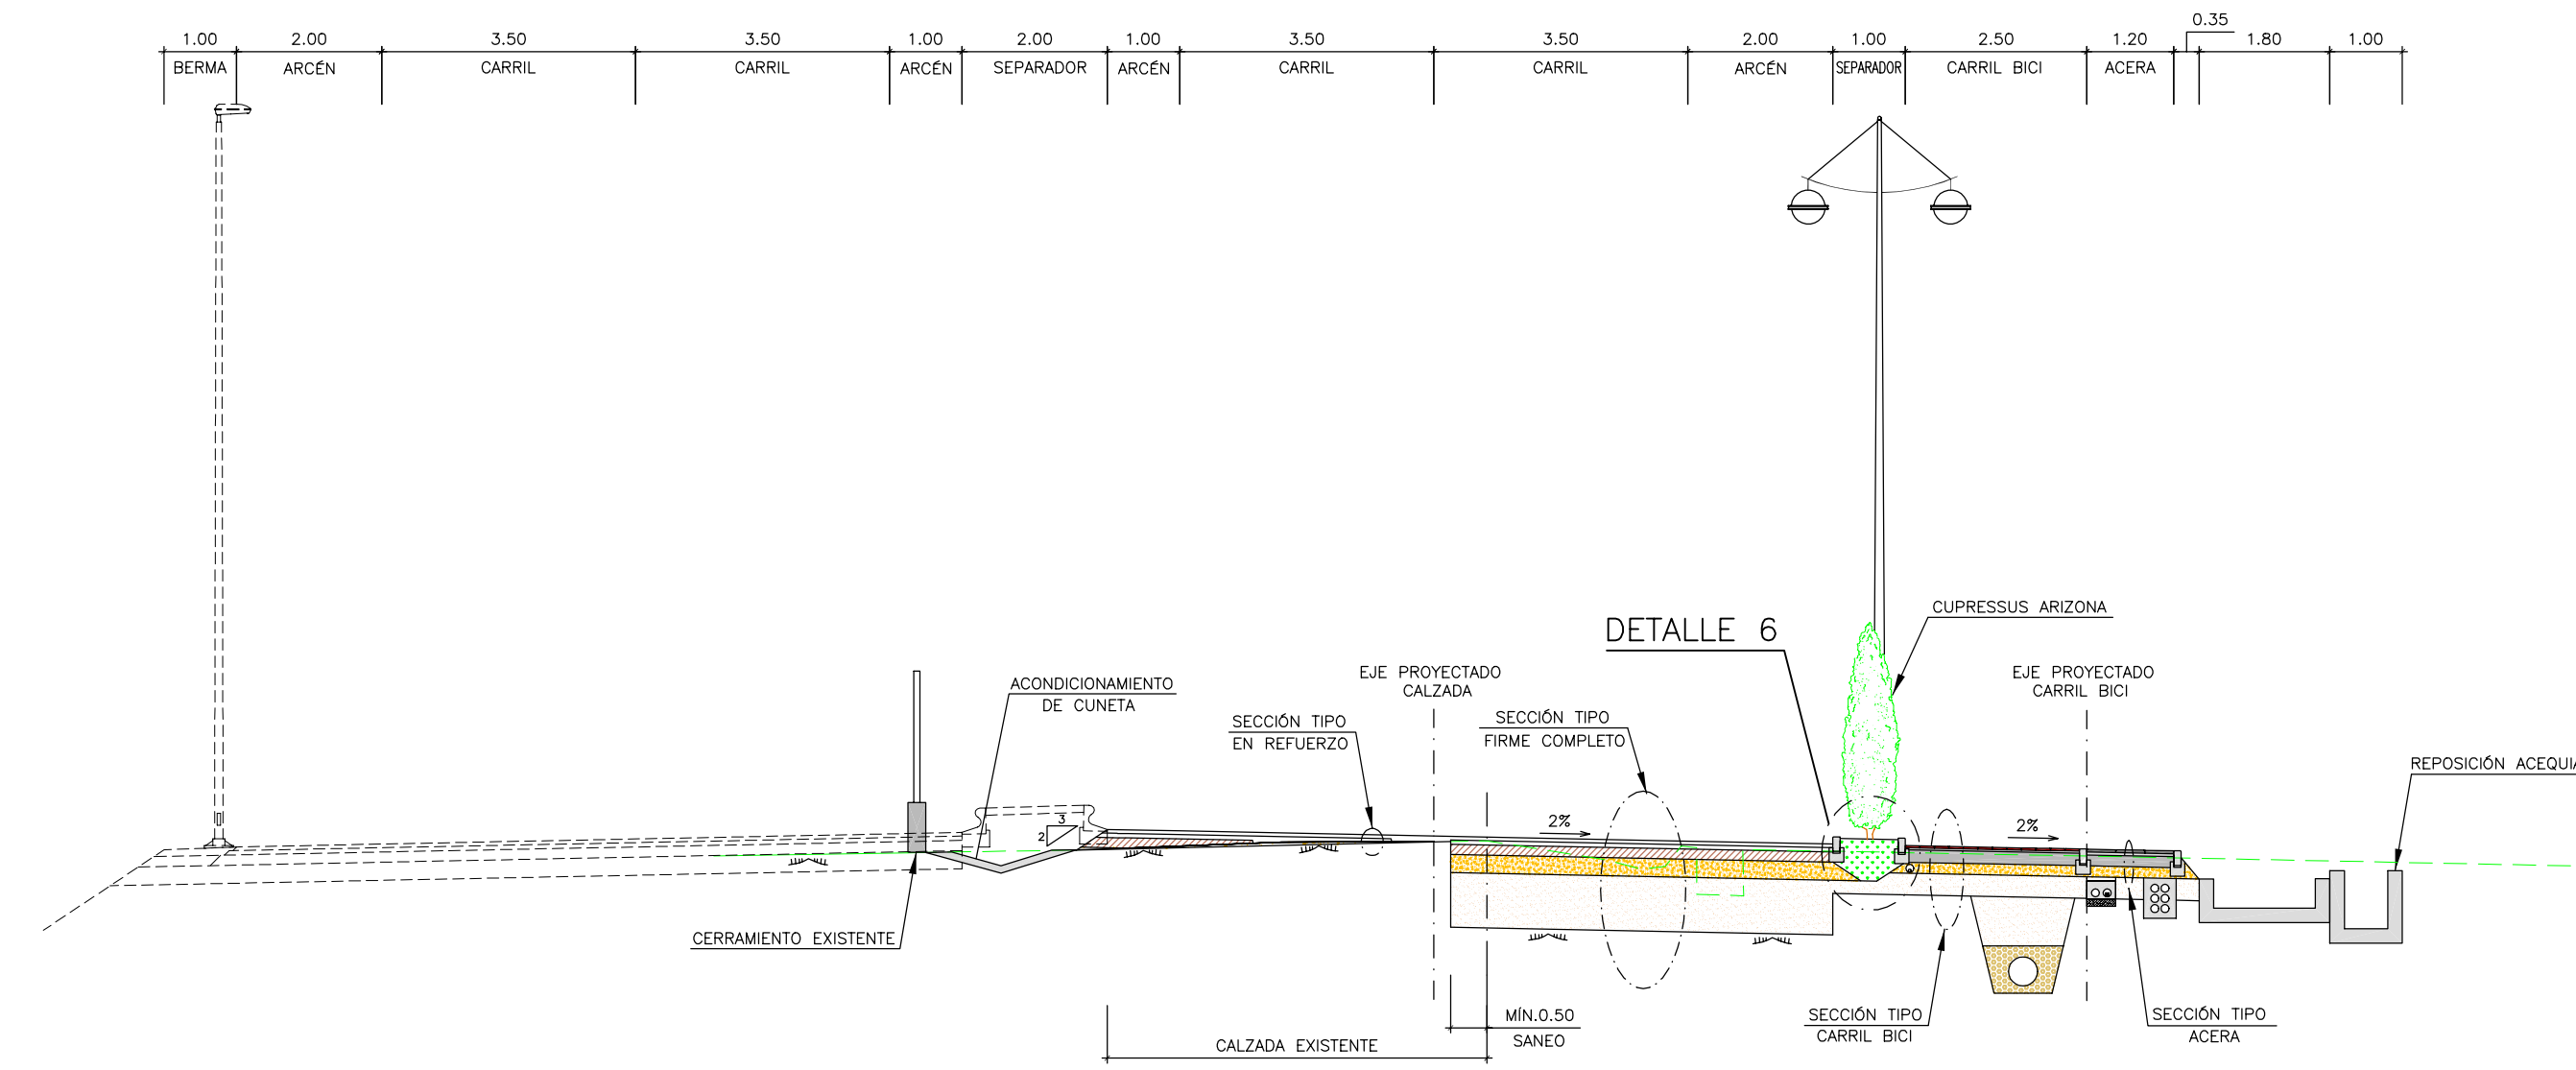 0.35
1.00 2.00 3.50 3.50 1.00 2.00 1.00 3.50 3.50 2.00 1.00 2.50 1.20 1.80 1.00
BERMA ARCÉN CARRIL CARRIL ARCÉN SEPARADOR ARCÉN CARRIL CARRIL ARCÉN SEPARADOR CARRIL BICI ACERA
CUPRESSUS ARIZONA
DETALLE 6
EJE PROYECTADO
CALZADA
EJE PROYECTADO
CARRIL BICI
ACONDICIONAMIENTO
DE CUNETA
SECCIÓN TIPO
EN REFUERZO
SECCIÓN TIPO
FIRME COMPLETO
REPOSICIÓN ACEQUIA
3
2
2%
2%
CERRAMIENTO EXISTENTE
MÍN.0.50
SANEO
CALZADA EXISTENTE
SECCIÓN TIPO
CARRIL BICI
SECCIÓN TIPO
ACERA